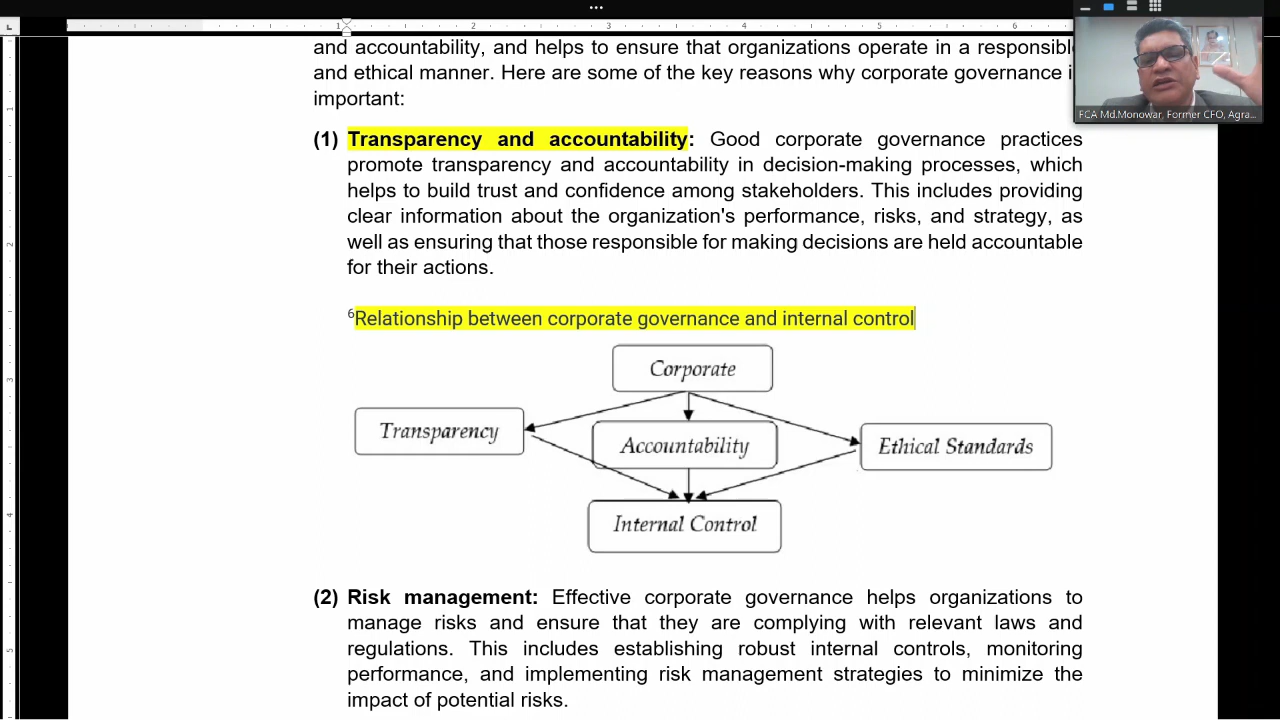 and accountability, and helps to ensure that organizations operate in a responsible
and ethical manner. Here are some of the key reasons why corporate governance i
important:
FCA Md.Monowar, Former CFO, Agra...
(1) Transparency and accountability: Good corporate governance practices
promote transparency and accountability in decision-making processes, which
helps to build trust and confidence among stakeholders. This includes providing
clear information about the organization's performance, risks, and strategy, as
well as ensuring that those responsible for making decisions are held accountable
for their actions.
6Relationship between corporate governance and internal control
Corporate
Transparency
Accountability
Ethical Standards
Internal Control
(2) Risk management: Effective corporate governance helps organizations to
manage risks and ensure that they are complying with relevant laws and
regulations. This includes establishing robust internal controls, monitoring
performance, and implementing risk management strategies to minimize the
impact of potential risks.